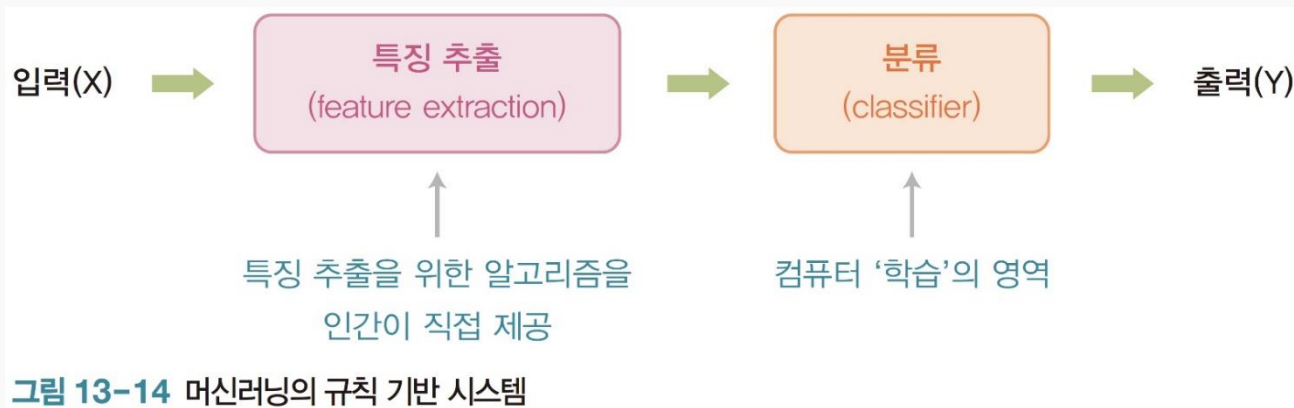 입력(X)
특징 추출
(feature extraction)
분류
(classifier)
출력(Y)
특징 추출을 위한 알고리즘을
인간이 직접 제공
컴퓨터 ‘학습’의 영역
그림 13-14 머신러닝의 규칙 기반 시스템